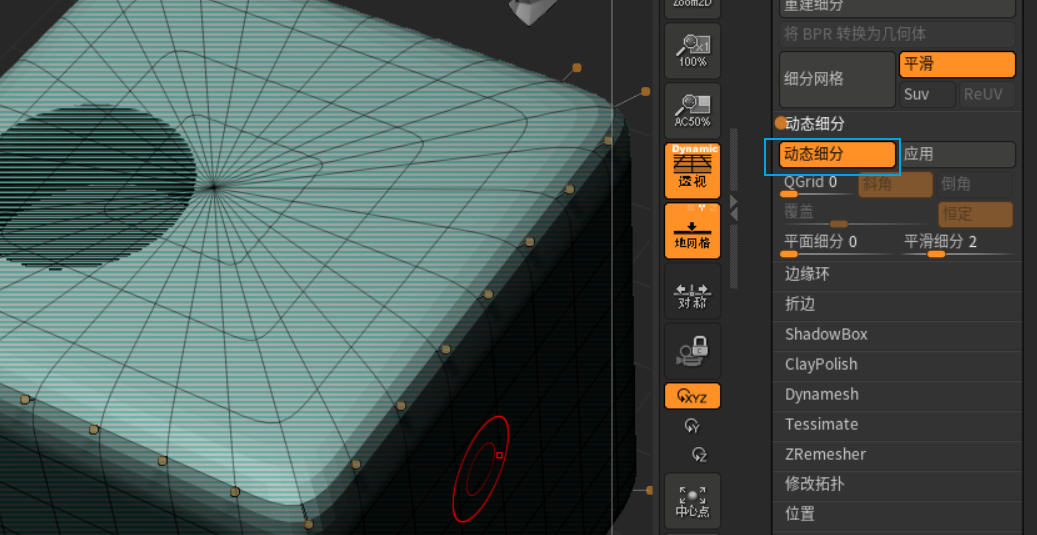 Zoom2D
x1
100%
AC50%
Dynamic
透视
地网格
对称
XYZ
Y
Z
中心点
重建细分
将 BPR 转换为几何体
细分网格
平滑
Suv
ReUV
动态细分
动态细分
应用
QGrid 0
斜角
倒角
覆盖
恒定
平面细分 0
平滑细分 2
边缘环
折边
ShadowBox
ClayPolish
Dynamesh
Tessimate
ZRemesher
修改拓扑
位置